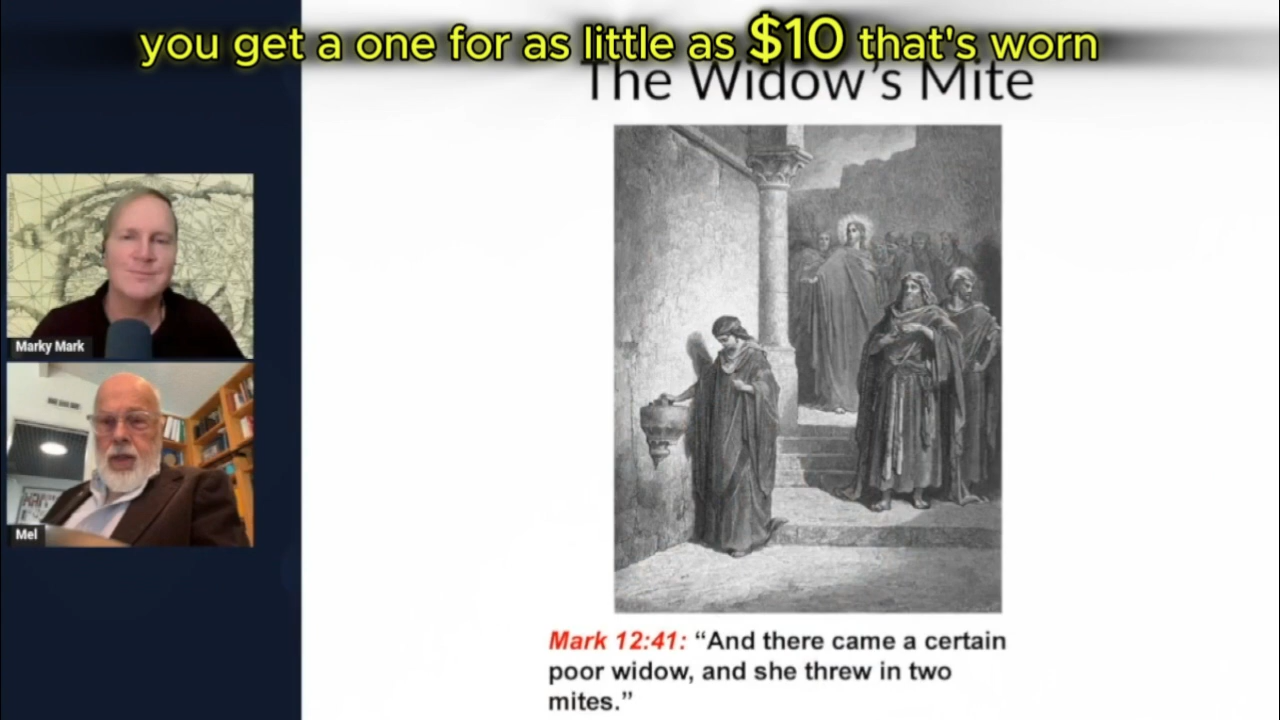 you get a one for as little as $10 that's worn
The Widow's Mite
Marky Mark
Mel
Mark 12:41: “And there came a certain
poor widow, and she threw in two
mites.”